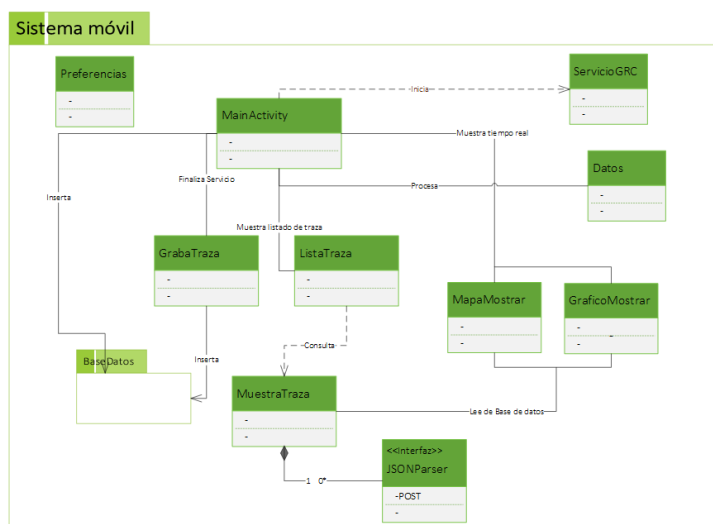 Sistema móvil
Preferencias
-
-
ServicioGRC
-
-
Inicia
MainActivity
-
-
Muestra tiempo real
Datos
-
-
Finaliza Servicio
Procesa
Inserta
Muestra listado de traza
GrabaTraza
-
-
ListaTraza
-
-
MapaMostrar
-
-
GraficoMostrar
-
-
Consulta
BaseDatos
Inserta
MuestraTraza
-
-
Lee de Base de datos
<<Interfaz>>
JSONParser
-POST
-
1 0*